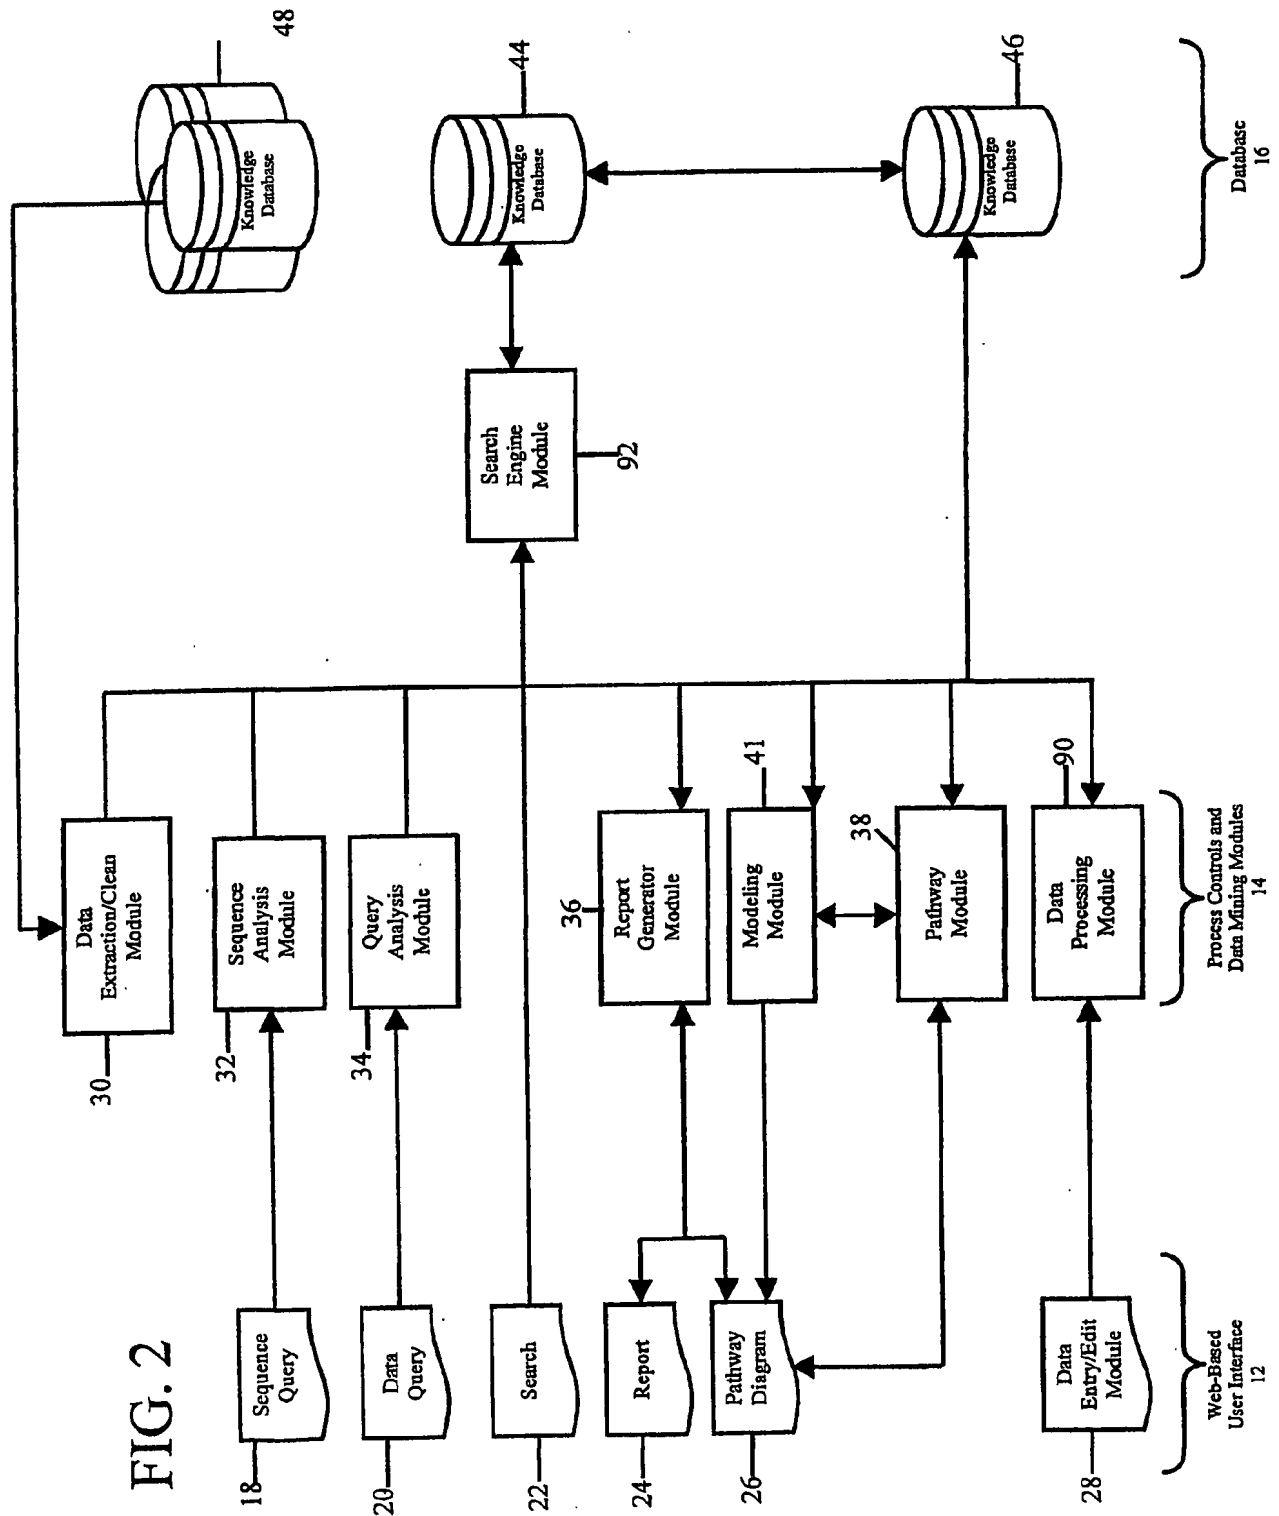 FIG. 2
18
Sequence
Query
20
Data
Query
22
Search
24
Report
26
Pathway
Diagram
28
Data
Entry/Edit
Module
Web-Based
User Interface
12
30
Data
Extraction/Clean
Module
32
Sequence
Analysis
Module
34
Query
Analysis
Module
36
Report
Generator
Module
41
Modeling
Module
38
Pathway
Module
90
Data
Processing
Module
Process Controls and
Data Mining Modules
14
Search
Engine
Module
92
48
Knowledge
Database
44
Knowledge
Database
46
Knowledge
Database
Database
16